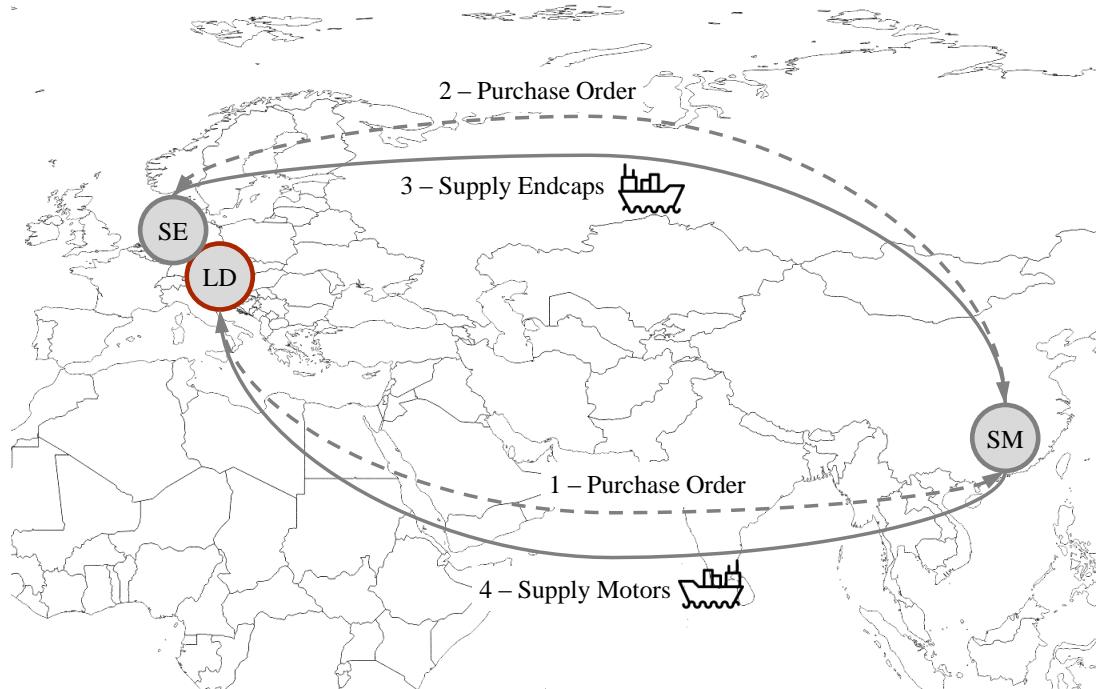 2 – Purchase Order
3 – Supply Endcaps
SE
LD
SM
1 – Purchase Order
4 – Supply Motors